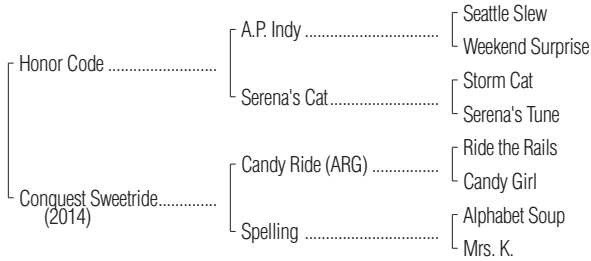 Seattle Slew
A.P. Indy ..................................
Weekend Surprise
Honor Code ...........................
Storm Cat
Serena's Cat...........................
Serena's Tune
Ride the Rails
Candy Ride (ARG) .................
Candy Girl
Conquest Sweetride..............
(2014)
Alphabet Soup
Spelling .................................
Mrs. K.